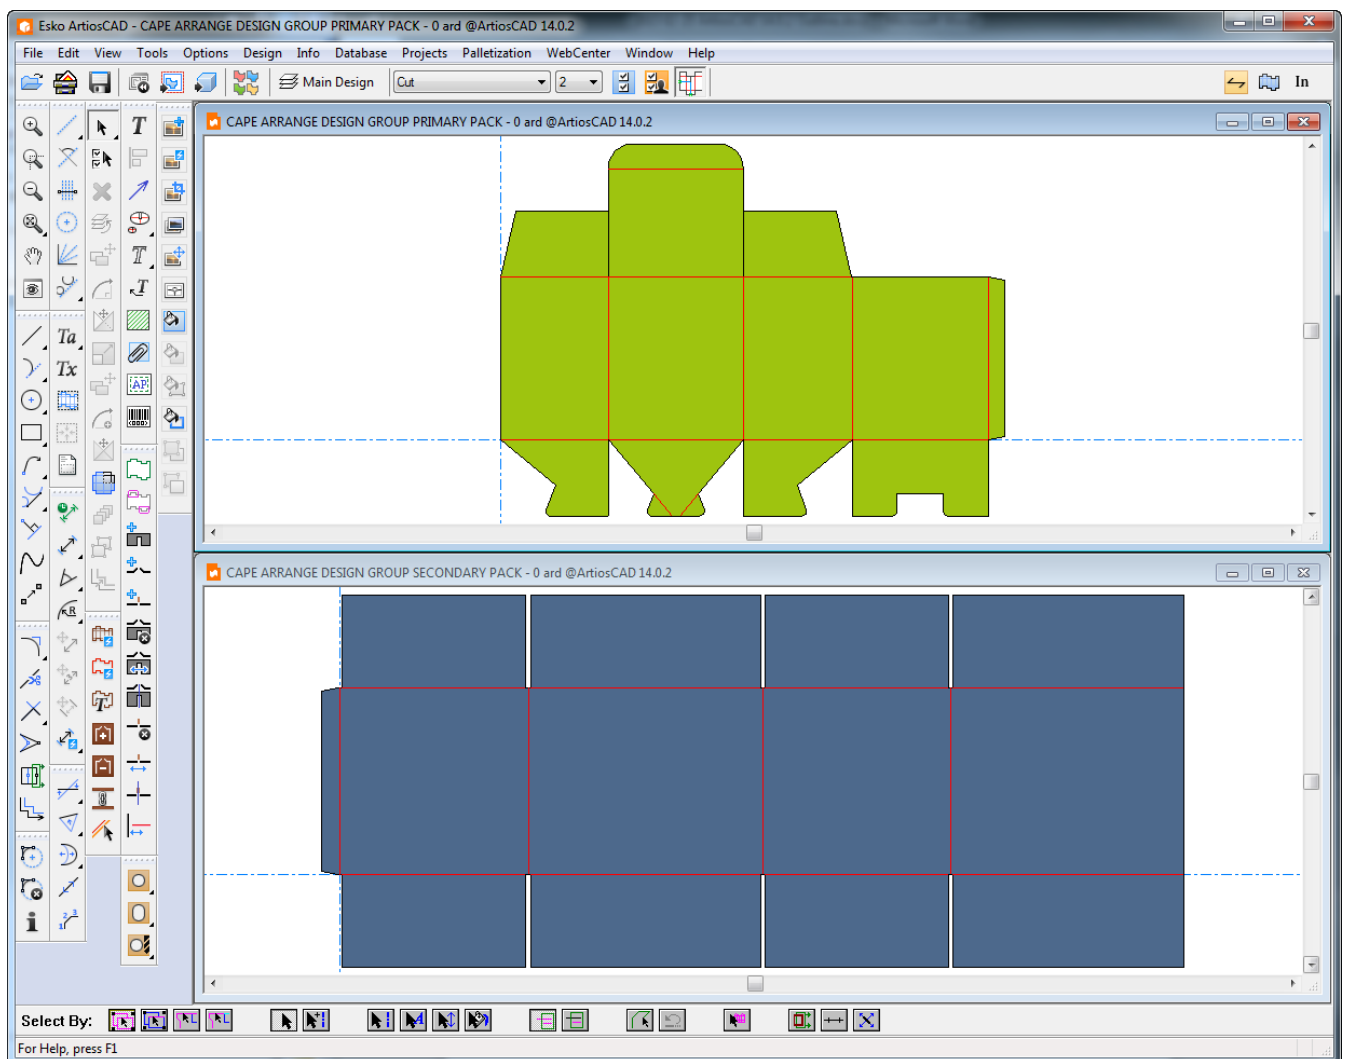 Esko ArtiosCAD - CAPE ARRANGE DESIGN GROUP PRIMARY PACK - 0 ard @ArtiosCAD 14.0.2
File Edit View Tools Options Design Info Database Projects Palletization WebCenter Window Help
Main Design Cut 2 In
CAPE ARRANGE DESIGN GROUP PRIMARY PACK - 0 ard @ArtiosCAD 14.0.2
T
T
T
Ta
Tx
AP
CAPE ARRANGE DESIGN GROUP SECONDARY PACK - 0 ard @ArtiosCAD 14.0.2
R
T
Select By:
For Help, press F1